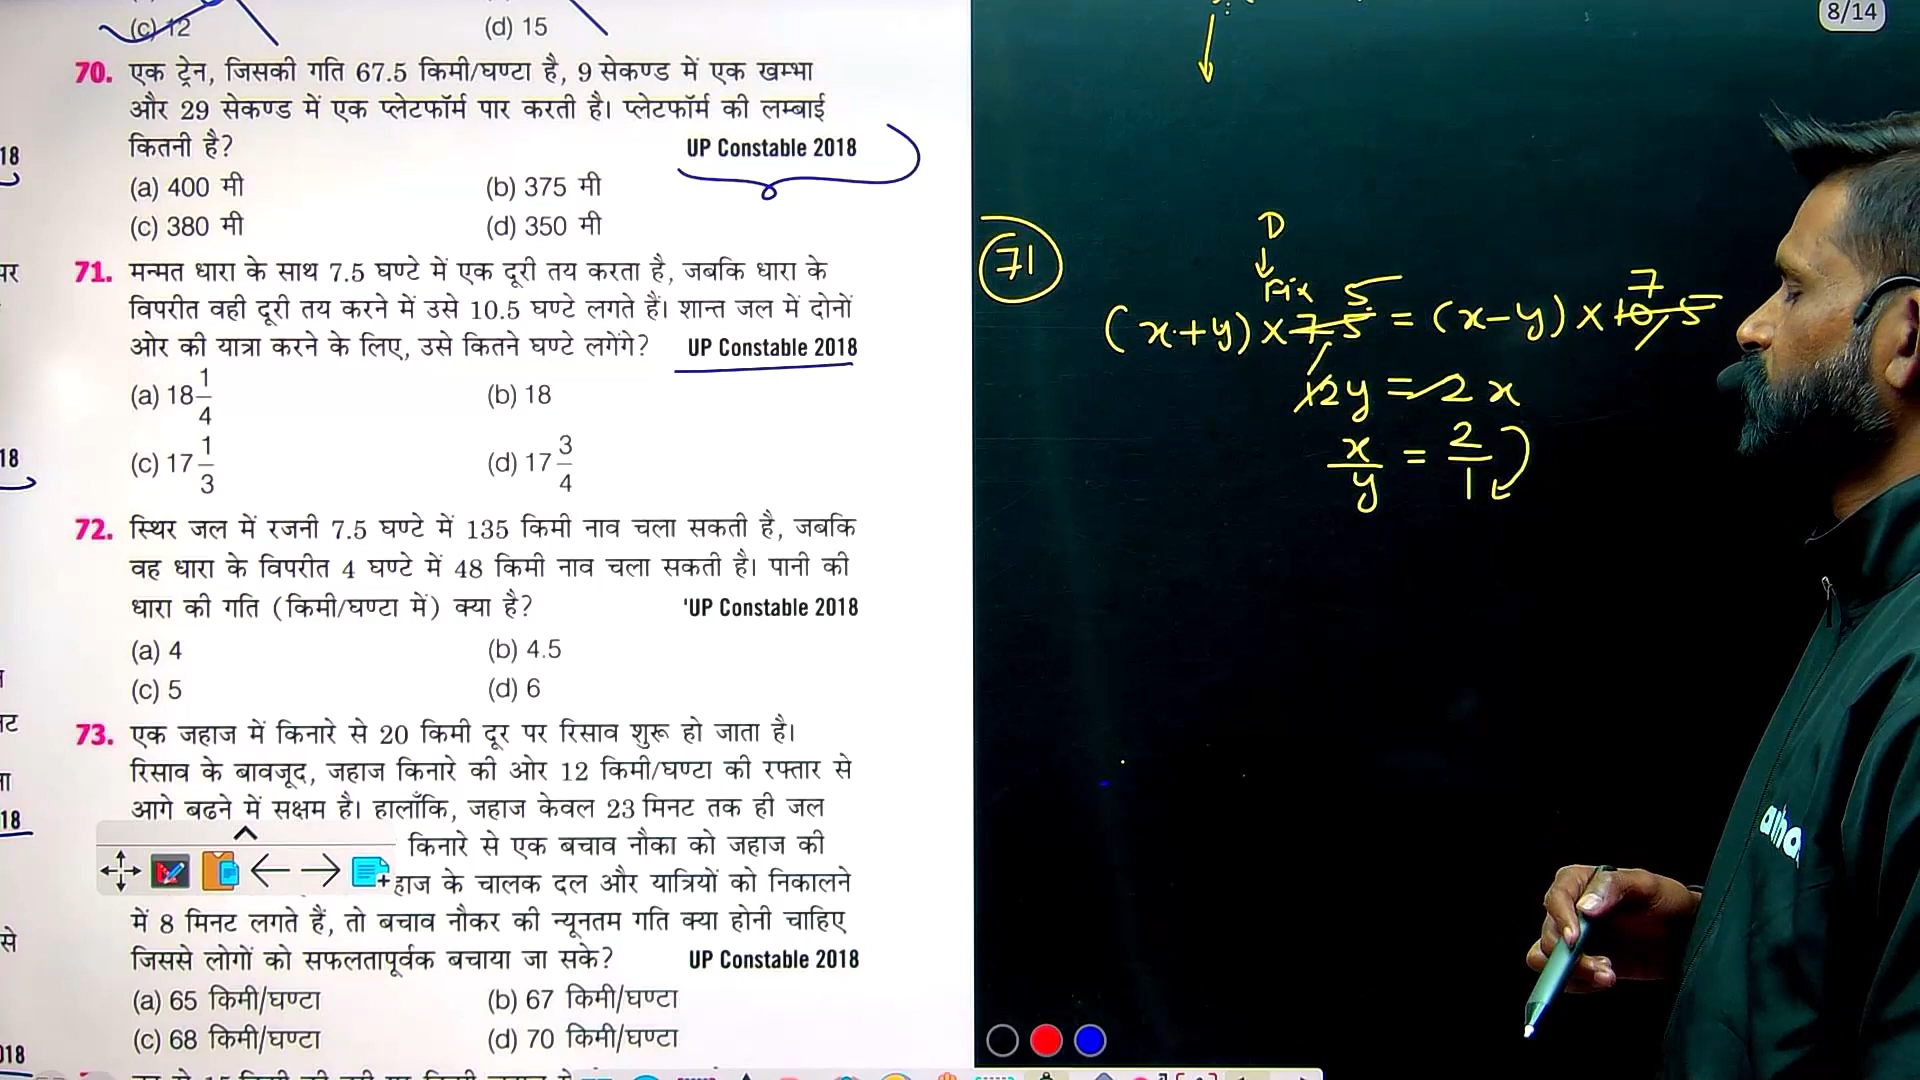 (c) 12
(d) 15
70. एक ट्रेन, जिसकी गति 67.5 किमी/घण्टा है, 9 सेकण्ड में एक खम्भा
और 29 सेकण्ड में एक प्लेटफॉर्म पार करती है। प्लेटफॉर्म की लम्बाई
कितनी है? UP Constable 2018
(a) 400 मी (b) 375 मी
(c) 380 मी (d) 350 मी
71. मन्मत धारा के साथ 7.5 घण्टे में एक दूरी तय करता है, जबकि धारा के
विपरीत वही दूरी तय करने में उसे 10.5 घण्टे लगते हैं। शान्त जल में दोनों
ओर की यात्रा करने के लिए, उसे कितने घण्टे लगेंगे? UP Constable 2018
(a) 18 1/4 (b) 18
(c) 17 1/3 (d) 17 3/4
72. स्थिर जल में रजनी 7.5 घण्टे में 135 किमी नाव चला सकती है, जबकि
वह धारा के विपरीत 4 घण्टे में 48 किमी नाव चला सकती है। पानी की
धारा की गति (किमी/घण्टा में) क्या है? 'UP Constable 2018
(a) 4 (b) 4.5
(c) 5 (d) 6
73. एक जहाज में किनारे से 20 किमी दूर पर रिसाव शुरू हो जाता है।
रिसाव के बावजूद, जहाज किनारे की ओर 12 किमी/घण्टा की रफ्तार से
आगे बढने में सक्षम है। हालाँकि, जहाज केवल 23 मिनट तक ही जल
किनारे से एक बचाव नौका को जहाज की
हाज के चालक दल और यात्रियों को निकालने
में 8 मिनट लगते हैं, तो बचाव नौकर की न्यूनतम गति क्या होनी चाहिए
जिससे लोगों को सफलतापूर्वक बचाया जा सके? UP Constable 2018
(a) 65 किमी/घण्टा (b) 67 किमी/घण्टा
(c) 68 किमी/घण्टा (d) 70 किमी/घण्टा
18
पर
18
18
से
018
8/14
71
D
Fix
5 7
(x+y) × 7.5 = (x-y) × 10.5
12y = 2x
x/y = 2/1